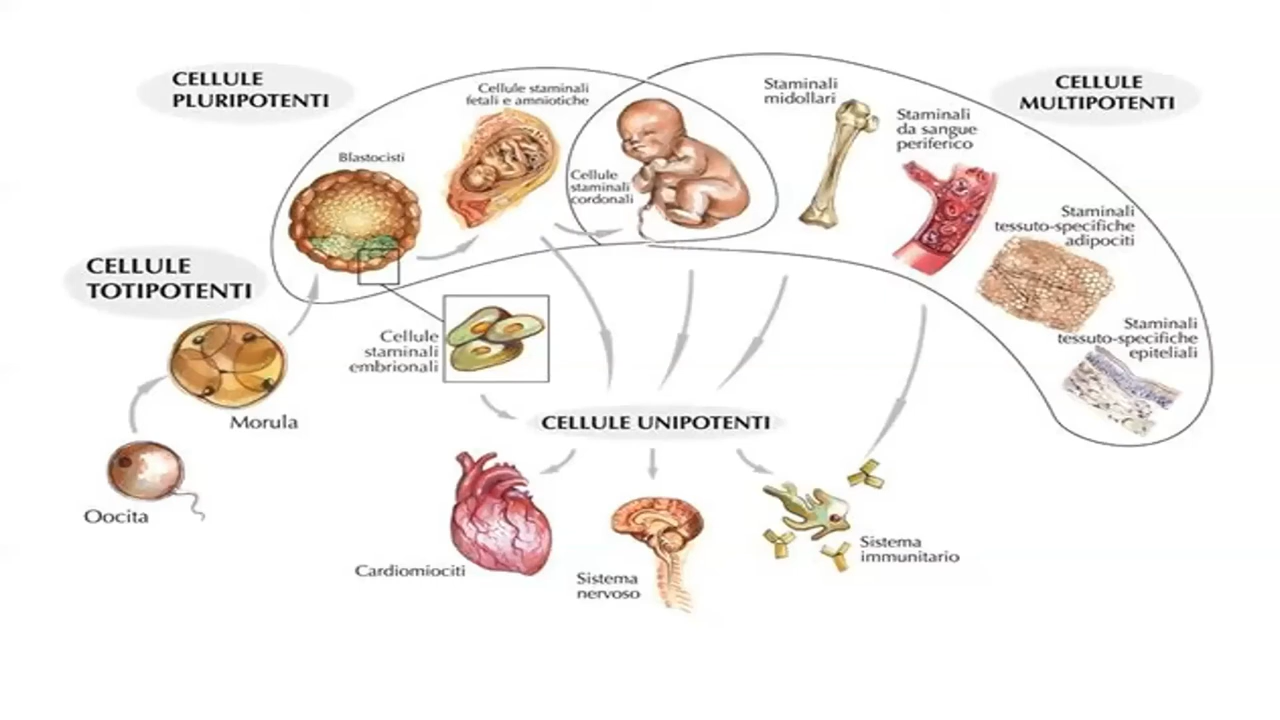 CELLULE
PLURIPOTENTI
Cellule staminali
fetali e amniotiche
Blastocisti
Cellule
staminali
cordonali
Staminali
midollari
CELLULE
MULTIPOTENTI
Staminali
da sangue
periferico
Staminali
tessuto-specifiche
adipociti
Staminali
tessuto-specifiche
epiteliali
CELLULE
TOTIPOTENTI
Cellule
staminali
embrionali
Morula
Oocita
CELLULE UNIPOTENTI
Cardiomiociti
Sistema
nervoso
Sistema
immunitario